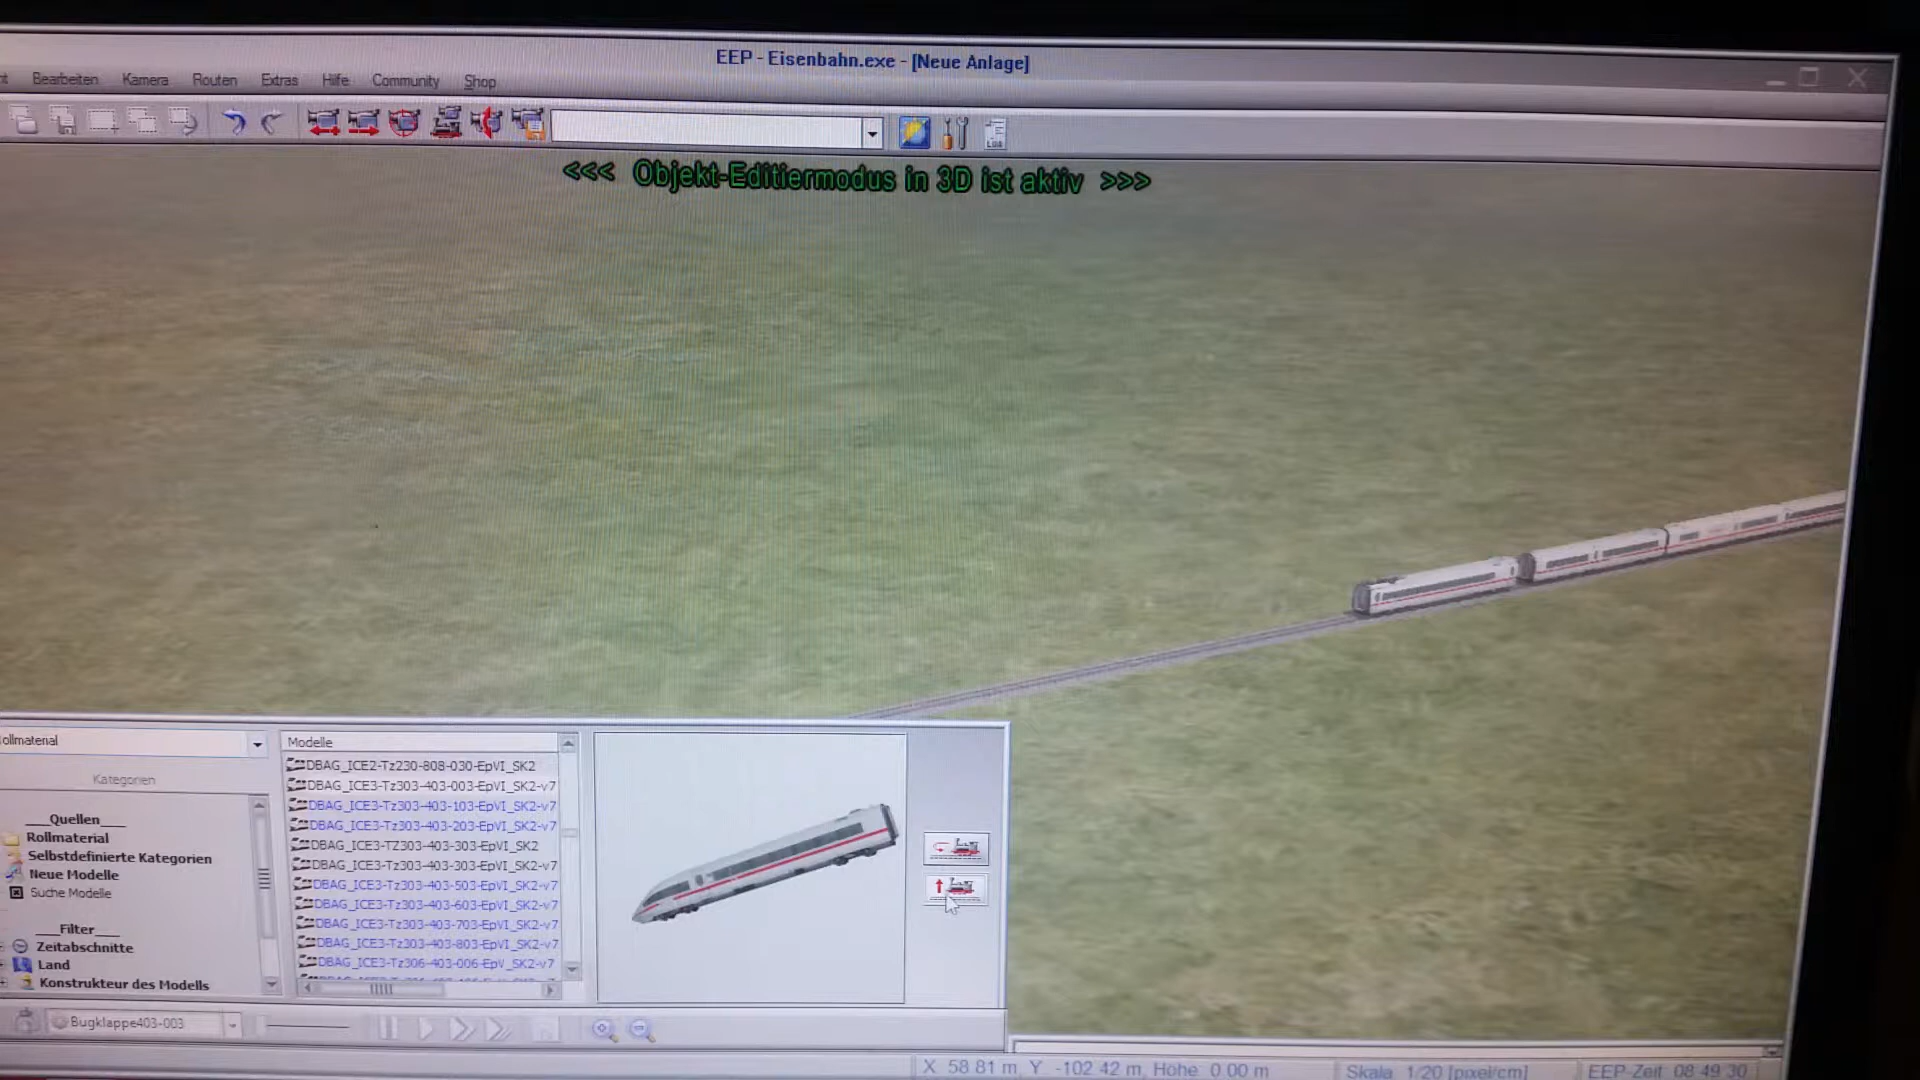 EEP - Eisenbahn.exe - [Neue Anlage]
Bearbeiten Kamera Routen Extras Hilfe Community Shop
<<< Objekt-Editiermodus in 3D ist aktiv >>>
ollmaterial
Kategorien
___Quellen___
Rollmaterial
Selbstdefinierte Kategorien
Neue Modelle
Suche Modelle
___Filter___
Zeitabschnitte
Land
Konstrukteur des Modells
Modelle
DBAG_ICE2-Tz230-808-030-EpVI_SK2
DBAG_ICE3-Tz303-403-003-EpVI_SK2-v7
DBAG_ICE3-Tz303-403-103-EpVI_SK2-v7
DBAG_ICE3-Tz303-403-203-EpVI_SK2-v7
DBAG_ICE3-TZ303-403-303-EpVI_SK2
DBAG_ICE3-Tz303-403-303-EpVI_SK2-v7
DBAG_ICE3-Tz303-403-503-EpVI_SK2-v7
DBAG_ICE3-Tz303-403-603-EpVI_SK2-v7
DBAG_ICE3-Tz303-403-703-EpVI_SK2-v7
DBAG_ICE3-Tz303-403-803-EpVI_SK2-v7
DBAG_ICE3-Tz306-403-006-EpV_SK2-v7
Bugklappe403-003
X 58.81 m, Y -102.42 m, Höhe 0.00 m
Skala 1/20 [pixel/cm]
EEP-Zeit 08:49:30